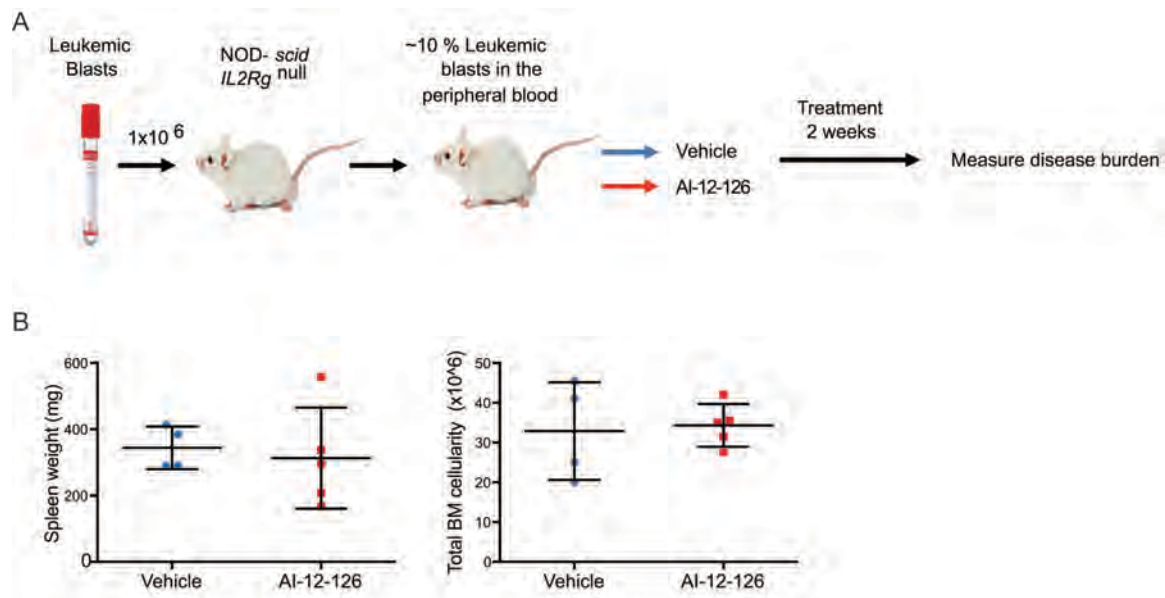 A
Leukemic
Blasts
1x10 6
NOD- scid
IL2Rg null
~10 % Leukemic
blasts in the
peripheral blood
Vehicle
AI-12-126
Treatment
2 weeks
Measure disease burden
B
Spleen weight (mg)
600
400
200
0
Vehicle
AI-12-126
Total BM cellularity (x10^6)
50
40
30
20
10
0
Vehicle
AI-12-126